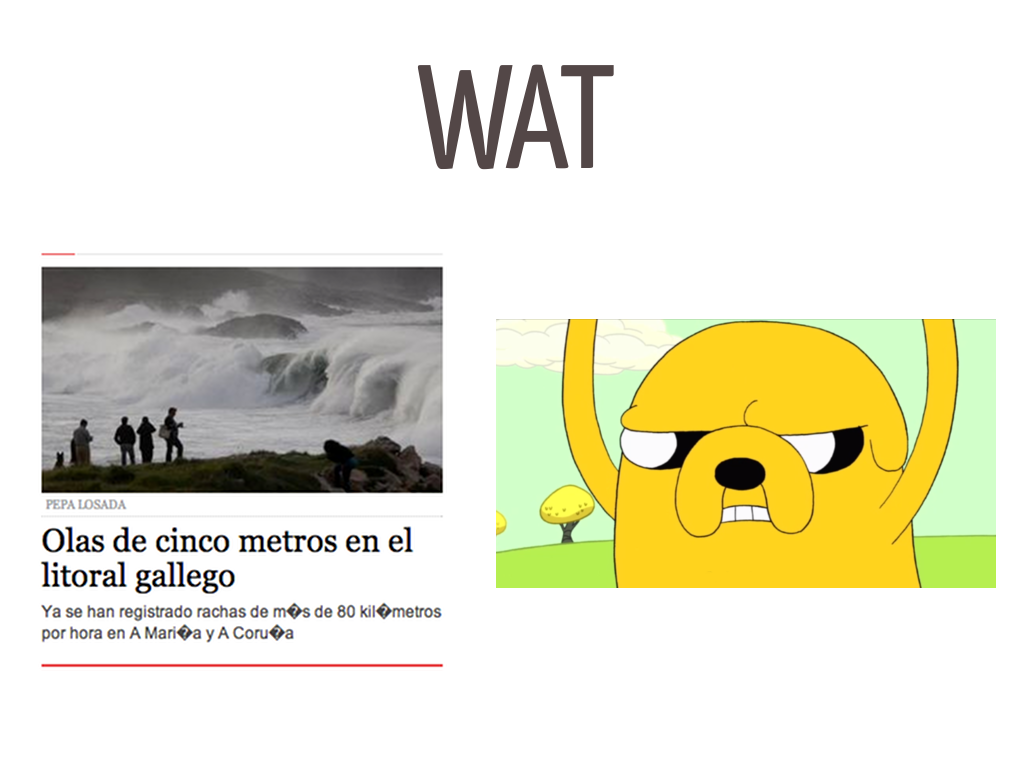 WAT
PEPA LOSADA
Olas de cinco metros en el
litoral gallego
Ya se han registrado rachas de m�s de 80 kil�metros
por hora en A Mari�a y A Coru�a